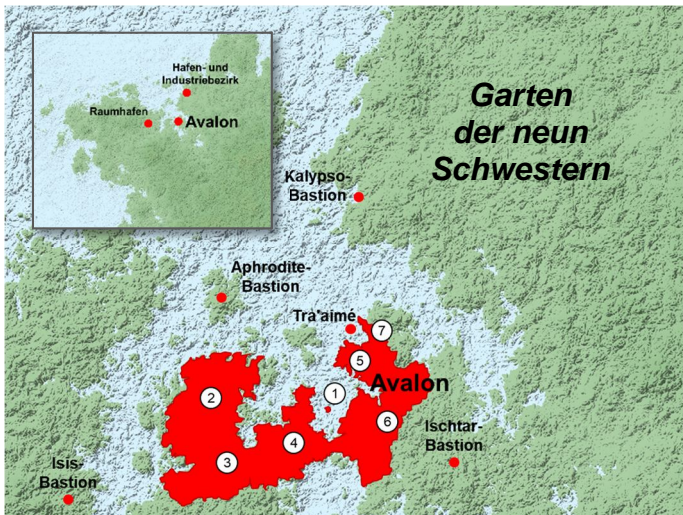 Hafen- und
Industriebezirk
Raumhafen
Avalon
Garten
der neun
Schwestern
Kalypso-
Bastion
Aphrodite-
Bastion
Tra'aimé
7
5
1
Avalon
2
6
4
Ischtar-
Bastion
3
Isis-
Bastion